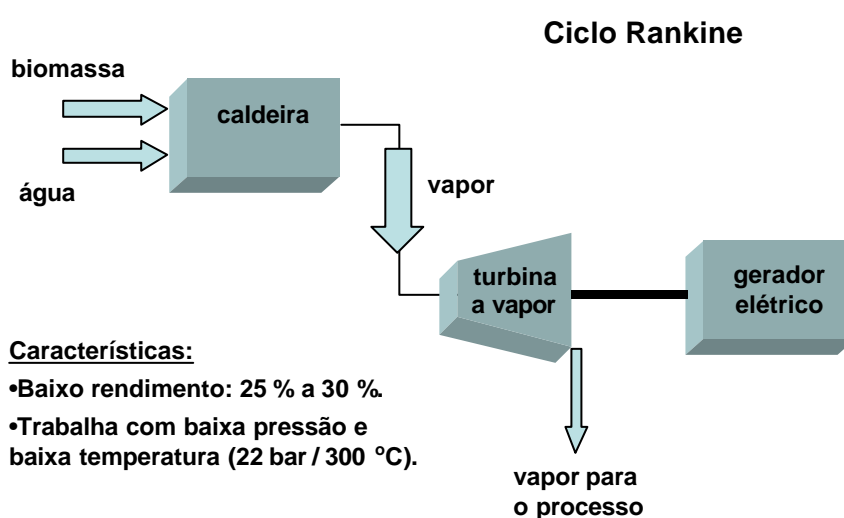 Ciclo Rankine
biomassa
caldeira
água
vapor
turbina
a vapor
gerador
elétrico
Características:
•Baixo rendimento: 25 % a 30 %.
•Trabalha com baixa pressão e
baixa temperatura (22 bar / 300 °C).
vapor para
o processo